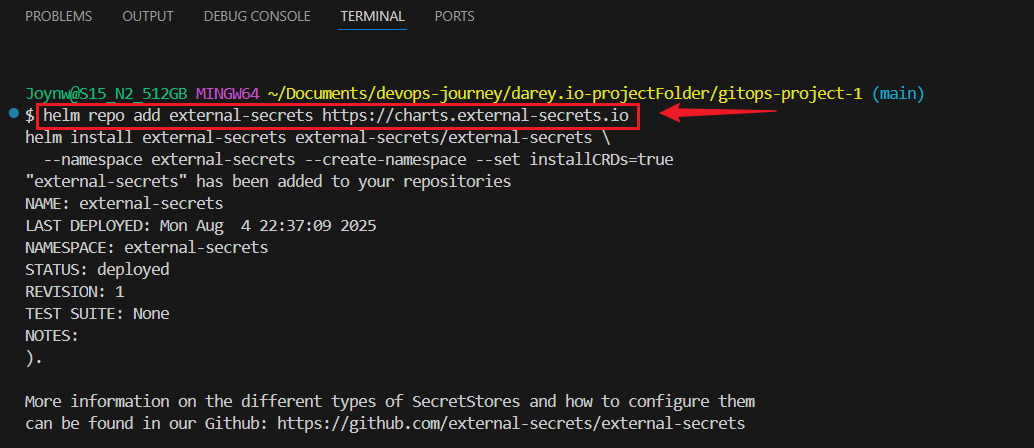 PROBLEMS OUTPUT DEBUG CONSOLE TERMINAL PORTS
Joynw@S15_N2_512GB MINGW64 ~/Documents/devops-journey/darey.io-projectFolder/gitops-project-1 (main)
$ helm repo add external-secrets https://charts.external-secrets.io
helm install external-secrets external-secrets/external-secrets \
  --namespace external-secrets --create-namespace --set installCRDs=true
"external-secrets" has been added to your repositories
NAME: external-secrets
LAST DEPLOYED: Mon Aug  4 22:37:09 2025
NAMESPACE: external-secrets
STATUS: deployed
REVISION: 1
TEST SUITE: None
NOTES:
).
More information on the different types of SecretStores and how to configure them
can be found in our Github: https://github.com/external-secrets/external-secrets